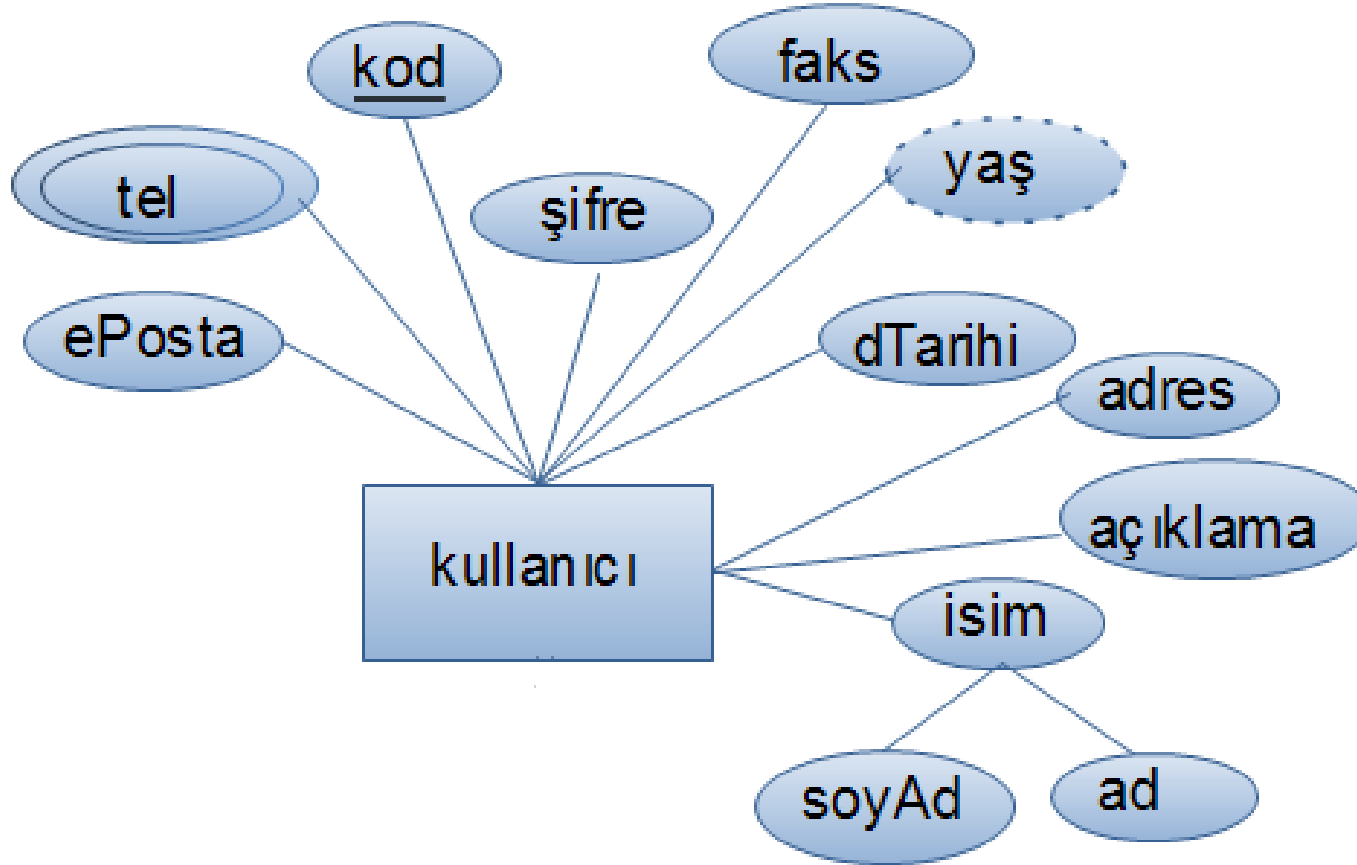 kod
faks
tel
şifre
yaş
ePosta
dTarihi
adres
açıklama
kullanıcı
isim
soyAd
ad